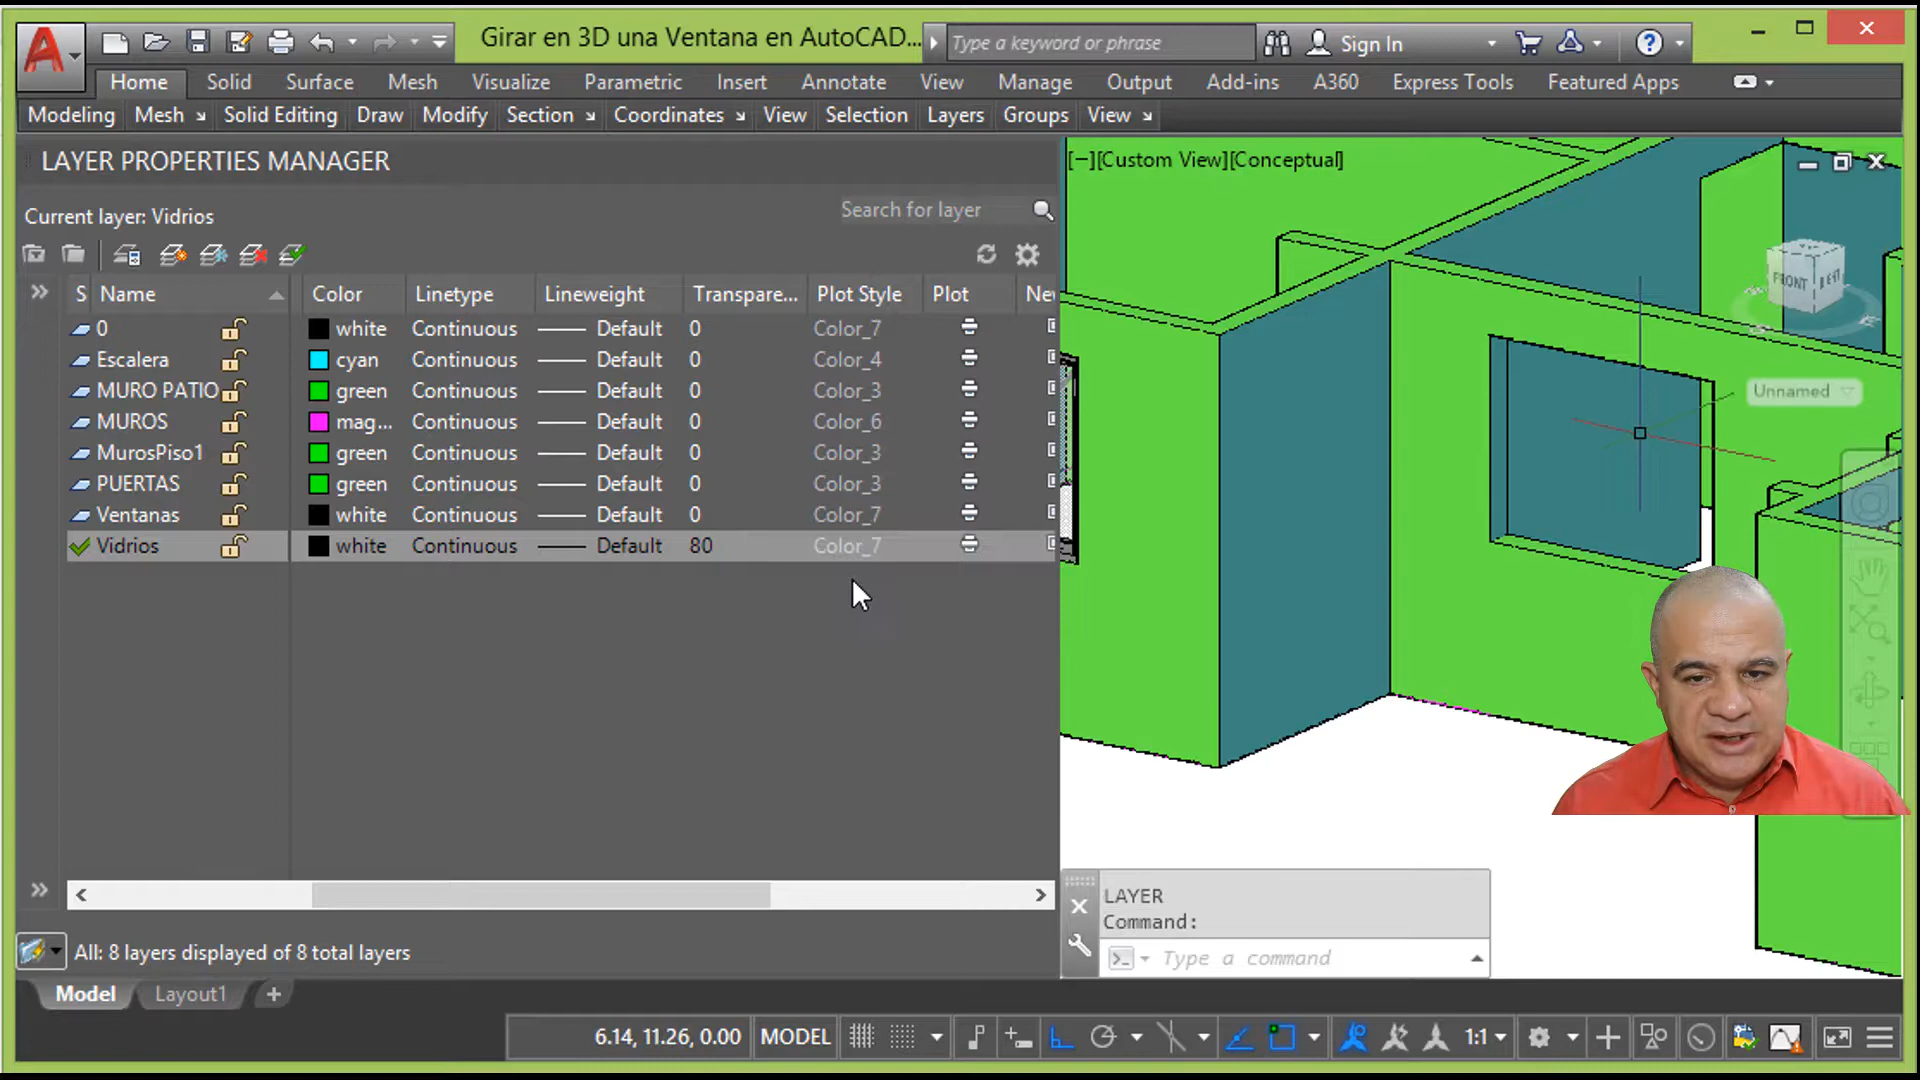 Girar en 3D una Ventana en AutoCAD...
Type a keyword or phrase
Sign In
Home Solid Surface Mesh Visualize Parametric Insert Annotate View Manage Output Add-ins A360 Express Tools Featured Apps
Modeling Mesh Solid Editing Draw Modify Section Coordinates View Selection Layers Groups View
LAYER PROPERTIES MANAGER
Current layer: Vidrios
Search for layer
S Name Color Linetype Lineweight Transpare... Plot Style Plot Nev
0 white Continuous Default 0 Color_7
Escalera cyan Continuous Default 0 Color_4
MURO PATIO green Continuous Default 0 Color_3
MUROS mag... Continuous Default 0 Color_6
MurosPiso1 green Continuous Default 0 Color_3
PUERTAS green Continuous Default 0 Color_3
Ventanas white Continuous Default 0 Color_7
Vidrios white Continuous Default 80 Color_7
All: 8 layers displayed of 8 total layers
[−][Custom View][Conceptual]
FRONT
Unnamed
LAYER
Command:
Type a command
Model Layout1 +
6.14, 11.26, 0.00 MODEL 1:1